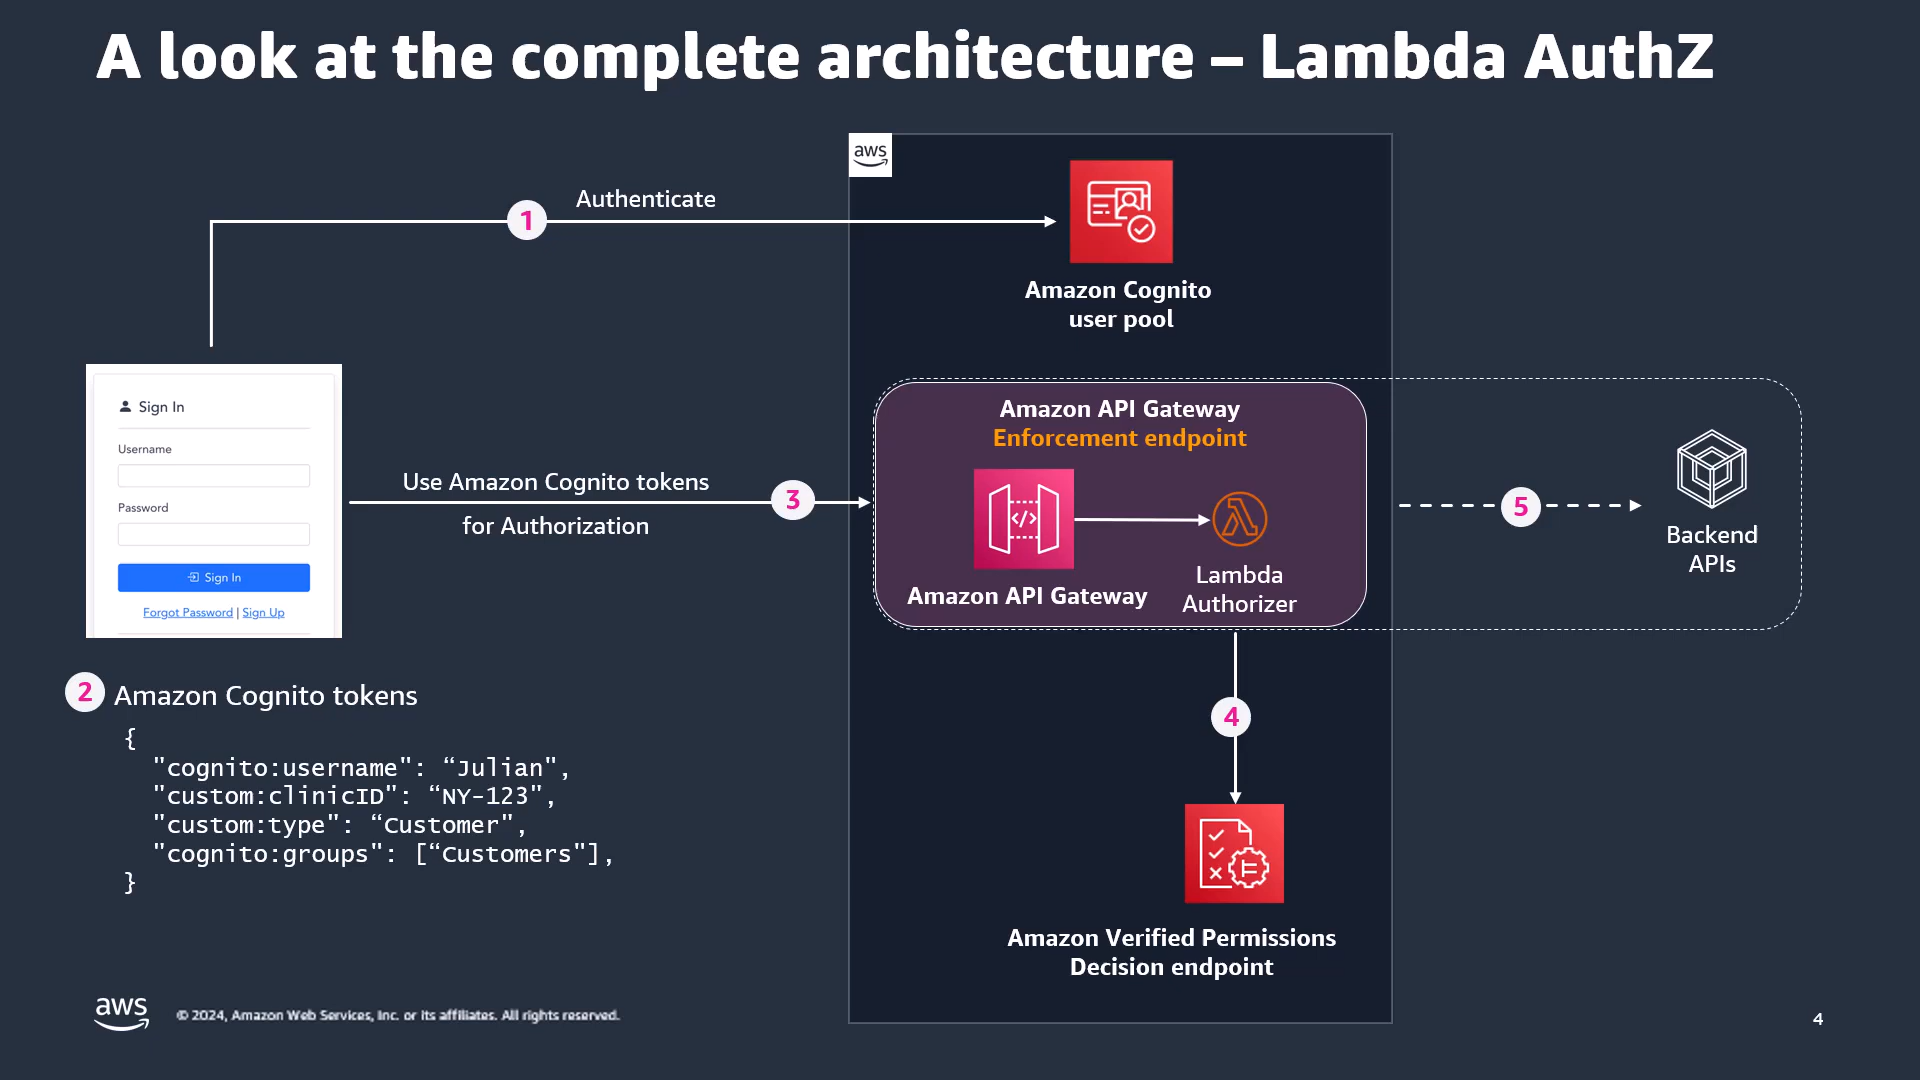 A look at the complete architecture – Lambda AuthZ
aws
1
Authenticate
Amazon Cognito
user pool
Sign In
Username
Password
Sign In
Forgot Password | Sign Up
Use Amazon Cognito tokens
for Authorization
3
Amazon API Gateway
Enforcement endpoint
Amazon API Gateway
Lambda
Authorizer
5
Backend
APIs
2
Amazon Cognito tokens
{
"cognito:username": “Julian",
"custom:clinicID": “NY-123",
"custom:type": “Customer",
"cognito:groups": [“Customers"],
}
4
Amazon Verified Permissions
Decision endpoint
aws
© 2024, Amazon Web Services, Inc. or its affiliates. All rights reserved.
4